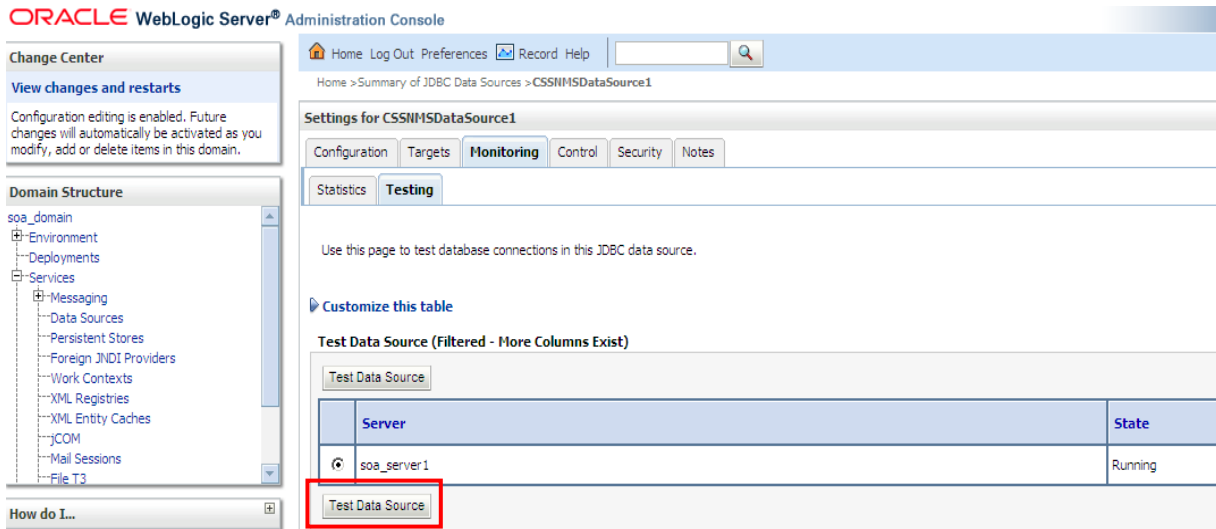 ORACLE WebLogic Server® Administration Console
Change Center
View changes and restarts
Configuration editing is enabled. Future
changes will automatically be activated as you
modify, add or delete items in this domain.
Domain Structure
soa_domain
Environment
Deployments
Services
Messaging
Data Sources
Persistent Stores
Foreign JNDI Providers
Work Contexts
XML Registries
XML Entity Caches
jCOM
Mail Sessions
File T3
How do I...
Home Log Out Preferences Record Help
Home >Summary of JDBC Data Sources >CSSNMSDataSource1
Settings for CSSNMSDataSource1
Configuration Targets Monitoring Control Security Notes
Statistics Testing
Use this page to test database connections in this JDBC data source.
Customize this table
Test Data Source (Filtered - More Columns Exist)
Test Data Source
Server State
soa_server1 Running
Test Data Source